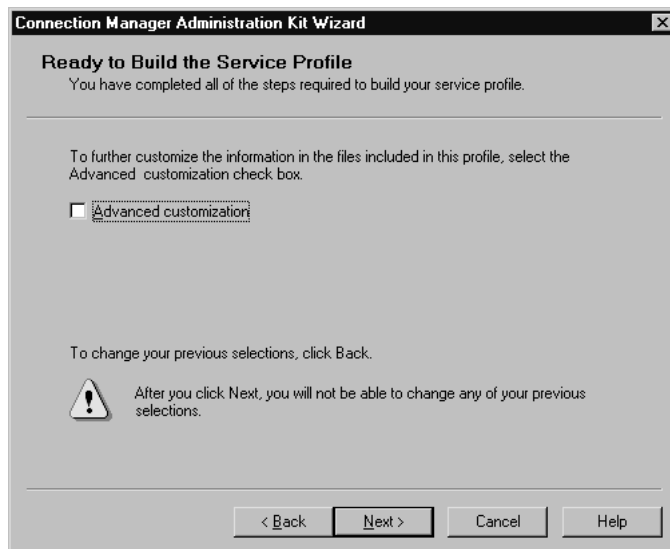 Connection Manager Administration Kit Wizard
Ready to Build the Service Profile
You have completed all of the steps required to build your service profile.
To further customize the information in the files included in this profile, select the
Advanced customization check box.
Advanced customization
To change your previous selections, click Back.
After you click Next, you will not be able to change any of your previous
selections.
< Back Next > Cancel Help